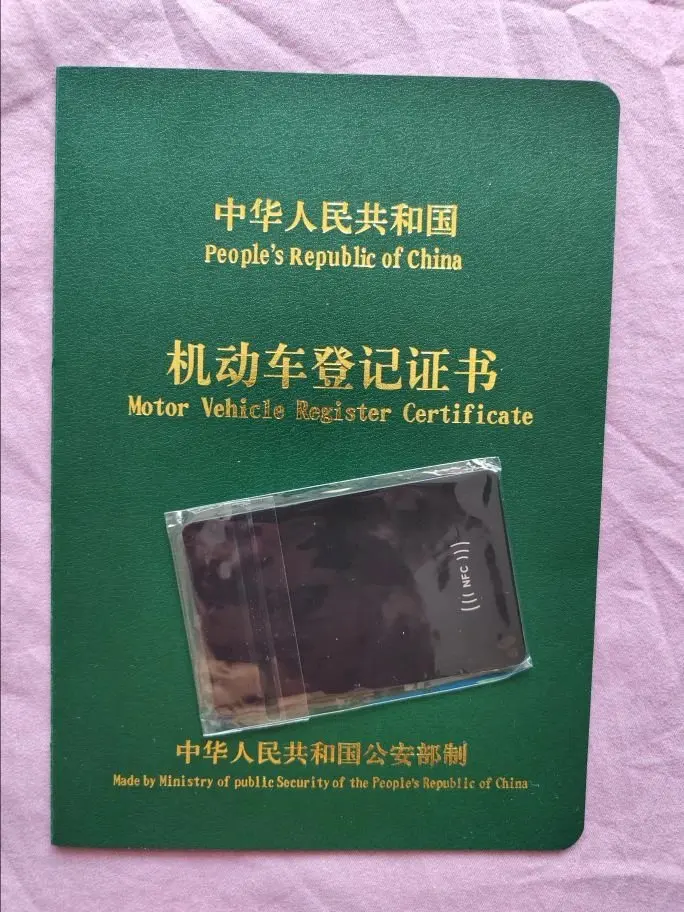 中华人民共和国
People's Republic of China
机动车登记证书
Motor Vehicle Register Certificate
((( NFC )))
中华人民共和国公安部制
Made by Ministry of public Security of the People's Republic of China